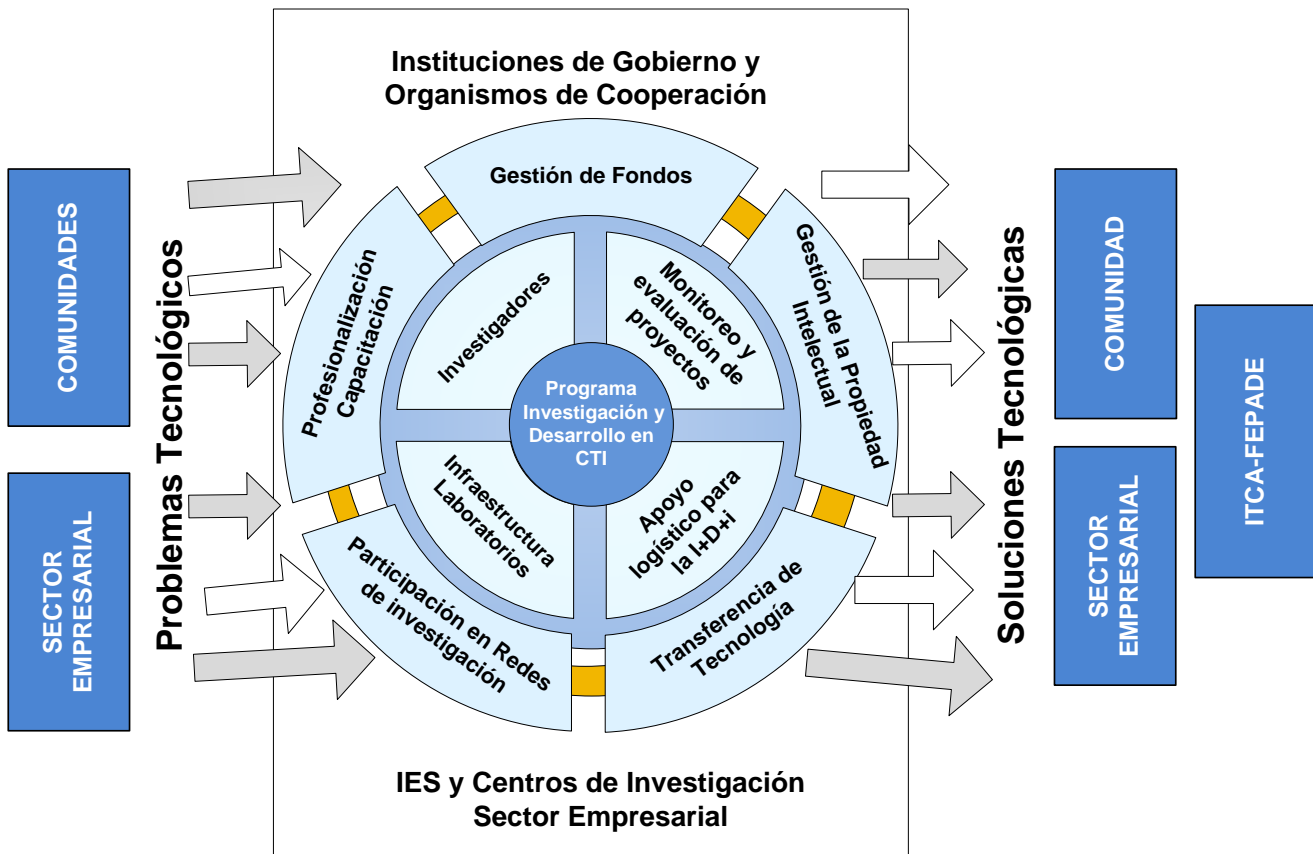 Instituciones de Gobierno y
Organismos de Cooperación
COMUNIDADES
SECTOR
EMPRESARIAL
Problemas Tecnológicos
Gestión de Fondos
Profesionalización
Capacitación
Gestión de la Propiedad
Intelectual
Investigadores
Monitoreo y
evaluación de
proyectos
Programa
Investigación y
Desarrollo en
CTI
Infraestructura
Laboratorios
Apoyo
logístico para
la I+D+i
Participación en Redes
de investigación
Transferencia de
Tecnología
Soluciones Tecnológicas
COMUNIDAD
SECTOR
EMPRESARIAL
ITCA-FEPADE
IES y Centros de Investigación
Sector Empresarial